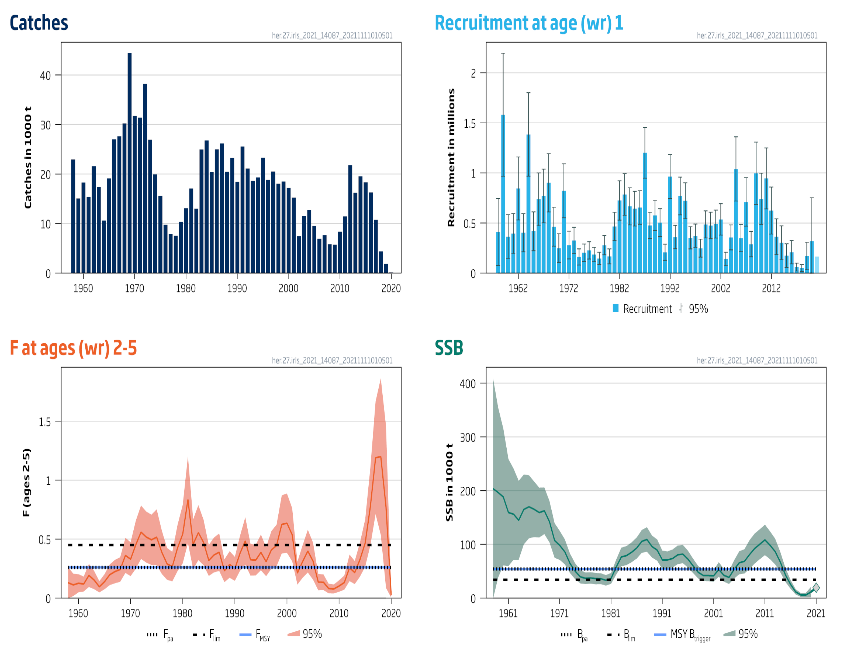 Catches
her.27.irls_2021_14087_20211111010501
Catches in 1000 t
40
30
20
10
0
1960 1970 1980 1990 2000 2010 2020
Recruitment at age (wr) 1
her.27.irls_2021_14087_20211111010501
Recruitment in millions
2
1.5
1
0.5
0
1962 1972 1982 1992 2002 2012
Recruitment 95%
F at ages (wr) 2-5
her.27.irls_2021_14087_20211111010501
F (ages 2-5)
1.5
1
0.5
0
1960 1970 1980 1990 2000 2010 2020
Fpa Flim FMSY 95%
SSB
her.27.irls_2021_14087_20211111010501
SSB in 1000 t
400
300
200
100
0
1961 1971 1981 1991 2001 2011 2021
Bpa Blim MSY Btrigger 95%